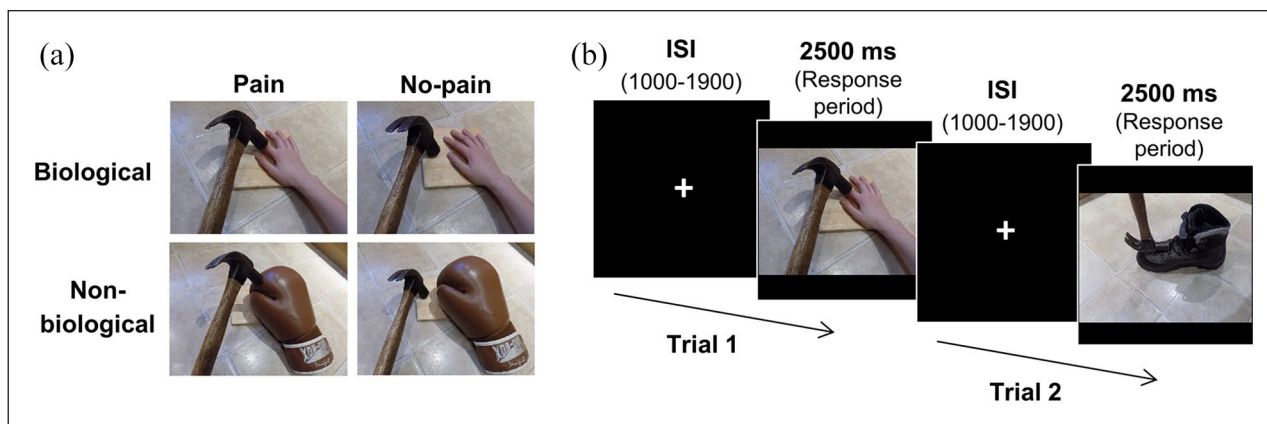 (a)
Pain
No-pain
Biological
Non-
biological
(b)
ISI
(1000-1900)
2500 ms
(Response
period)
ISI
(1000-1900)
2500 ms
(Response
period)
Trial 1
Trial 2